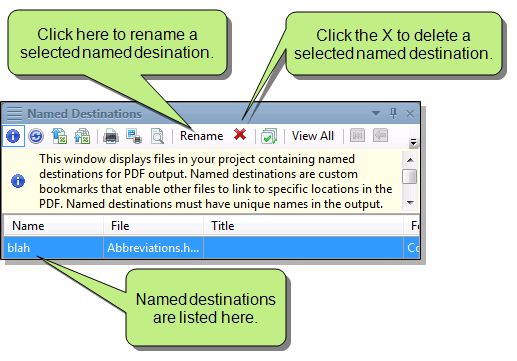 Click here to rename a
selected named desination.
Click the X to delete a
selected named destination.
Named Destinations
Rename
View All
This window displays files in your project containing named
destinations for PDF output. Named destinations are custom
bookmarks that enable other files to link to specific locations in the
PDF. Named destinations must have unique names in the output.
Name File Title Fo
blah Abbreviations.h... Co
Named destinations
are listed here.